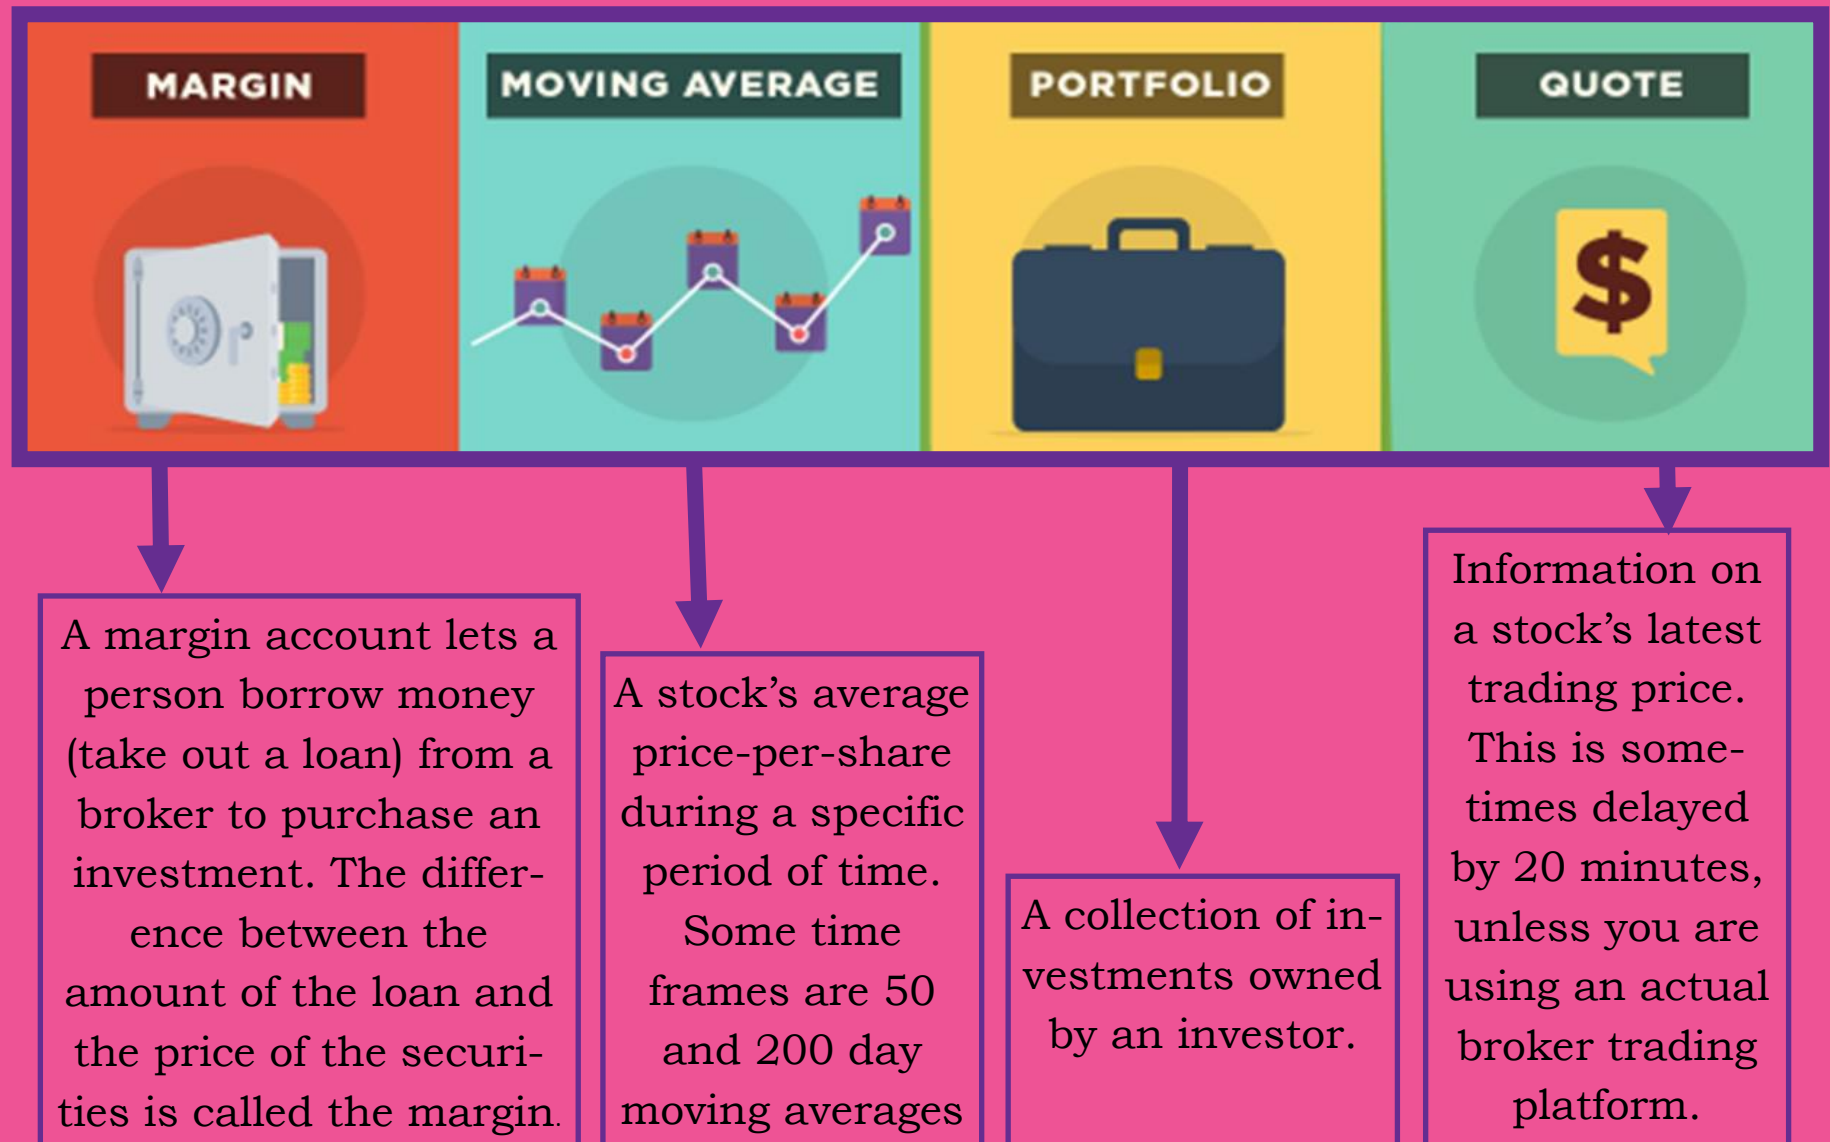 MARGIN
MOVING AVERAGE
PORTFOLIO
QUOTE
A margin account lets a
person borrow money
(take out a loan) from a
broker to purchase an
investment. The differ-
ence between the
amount of the loan and
the price of the securi-
ties is called the margin.
A stock’s average
price-per-share
during a specific
period of time.
Some time
frames are 50
and 200 day
moving averages
A collection of in-
vestments owned
by an investor.
Information on
a stock’s latest
trading price.
This is some-
times delayed
by 20 minutes,
unless you are
using an actual
broker trading
platform.
$